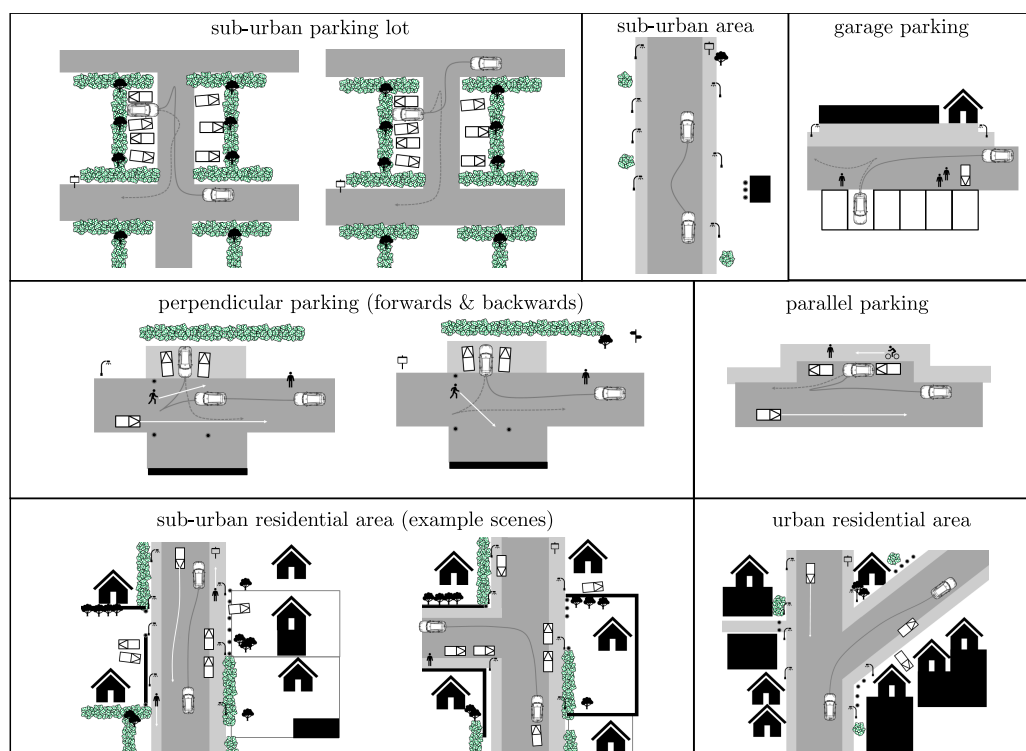 sub-urban parking lot
sub-urban area
garage parking
perpendicular parking (forwards & backwards)
parallel parking
sub-urban residential area (example scenes)
urban residential area